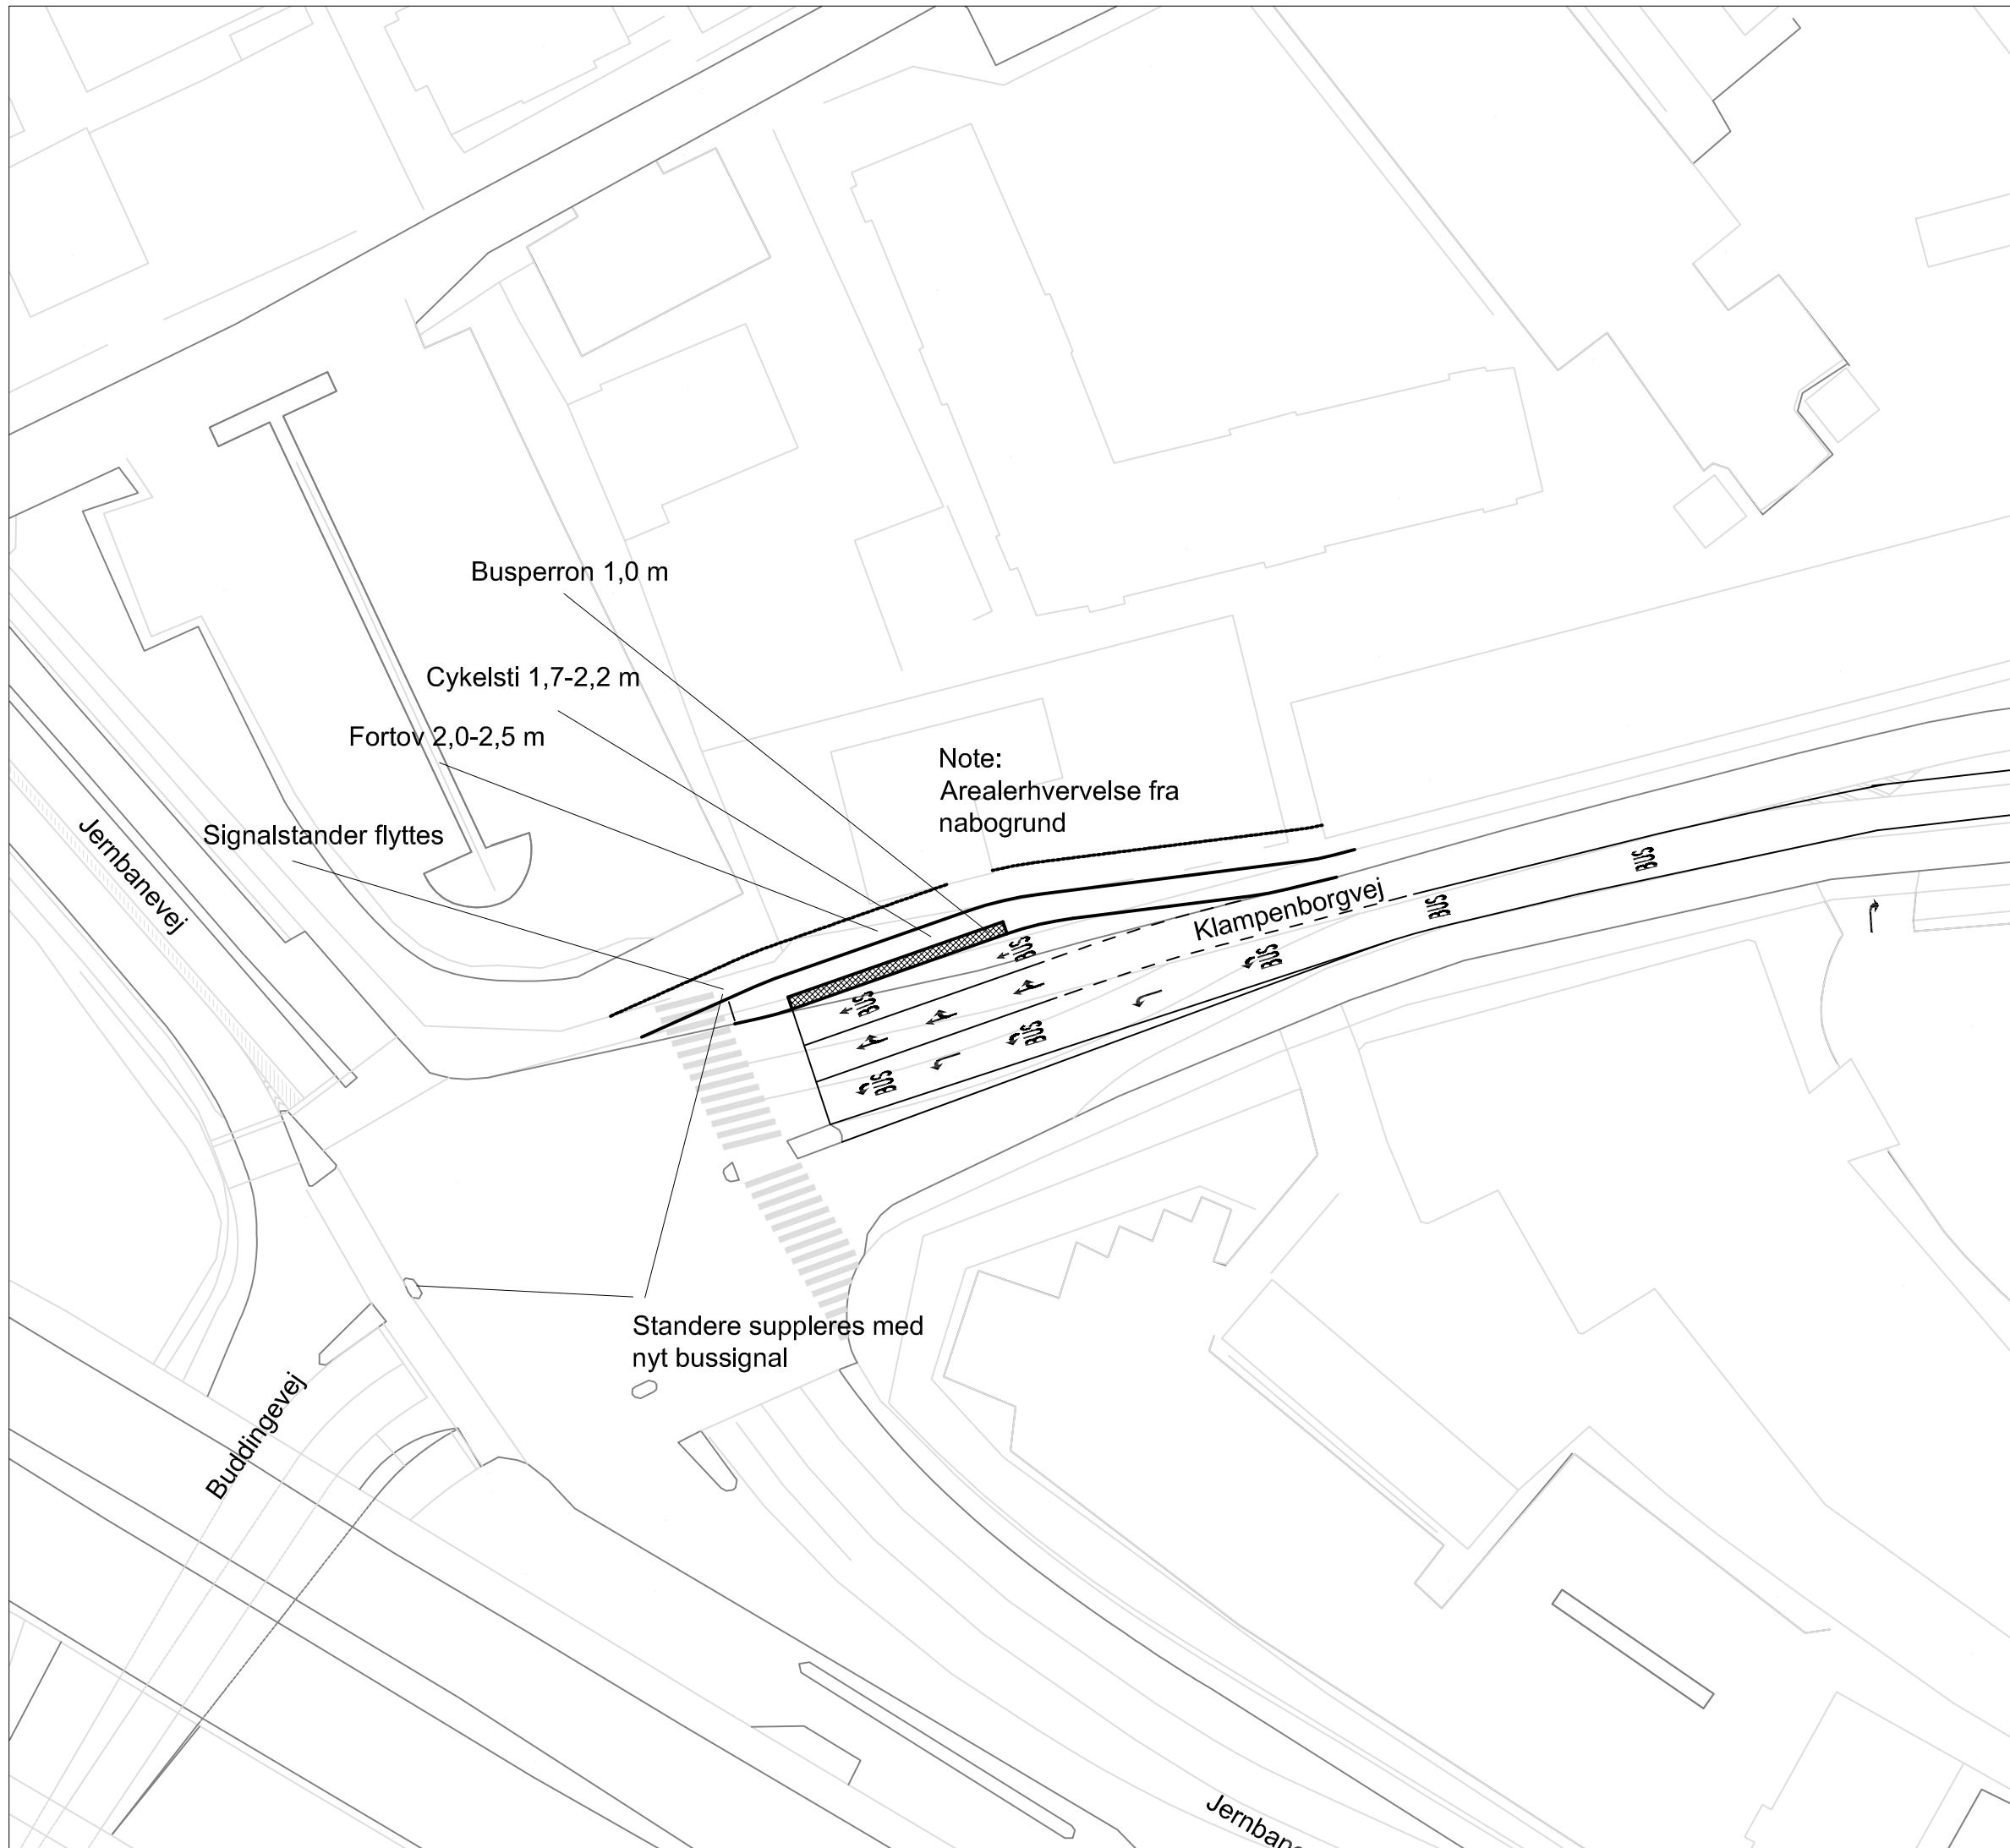 Busperron 1,0 m
Cykelsti 1,7-2,2 m
Fortov 2,0-2,5 m
Note:
Arealerhvervelse fra
nabogrund
Signalstander flyttes
Jernbanevej
Klampenborgvej
BUS
BUS
BUS
BUS
BUS
BUS
BUS
Standere suppleres med
nyt bussignal
Buddingevej
Jernban